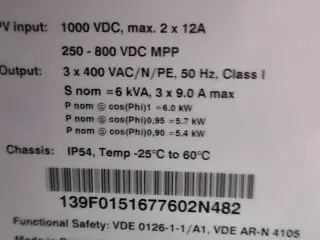 PV input: 1000 VDC, max. 2 x 12A
250 - 800 VDC MPP
Output: 3 x 400 VAC/N/PE, 50 Hz, Class I
S nom = 6 kVA, 3 x 9.0 A max
P nom @ cos(Phi)1 = 6.0 kW
P nom @ cos(Phi)0,95 = 5.7 kW
P nom @ cos(Phi)0,90 = 5.4 kW
Chassis: IP54, Temp -25°C to 60°C
139F0151677602N482
Functional Safety: VDE 0126-1-1/A1, VDE AR-N 4105
Made in